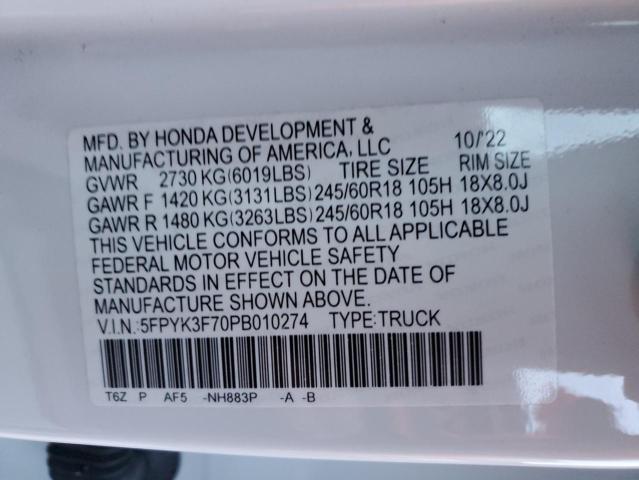 MFD. BY HONDA DEVELOPMENT &
MANUFACTURING OF AMERICA, LLC 10/'22
GVWR 2730 KG(6019LBS) TIRE SIZE RIM SIZE
GAWR F 1420 KG(3131LBS) 245/60R18 105H 18X8.0J
GAWR R 1480 KG(3263LBS) 245/60R18 105H 18X8.0J
THIS VEHICLE CONFORMS TO ALL APPLICABLE
FEDERAL MOTOR VEHICLE SAFETY
STANDARDS IN EFFECT ON THE DATE OF
MANUFACTURE SHOWN ABOVE.
V.I.N.:5FPYK3F70PB010274 TYPE:TRUCK
T6Z P AF5 -NH883P -A -B